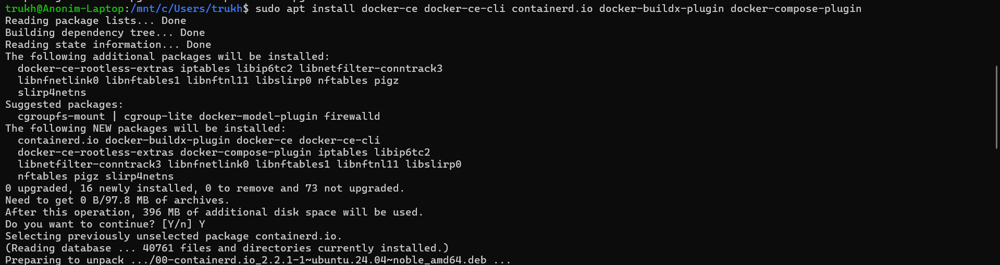 trukh@Anonim-Laptop:/mnt/c/Users/trukh$ sudo apt install docker-ce docker-ce-cli containerd.io docker-buildx-plugin docker-compose-plugin
Reading package lists... Done
Building dependency tree... Done
Reading state information... Done
The following additional packages will be installed:
  docker-ce-rootless-extras iptables libip6tc2 libnetfilter-conntrack3
  libnfnetlink0 libnftables1 libnftnl11 libslirp0 nftables pigz
  slirp4netns
Suggested packages:
  cgroupfs-mount | cgroup-lite docker-model-plugin firewalld
The following NEW packages will be installed:
  containerd.io docker-buildx-plugin docker-ce docker-ce-cli
  docker-ce-rootless-extras docker-compose-plugin iptables libip6tc2
  libnetfilter-conntrack3 libnfnetlink0 libnftables1 libnftnl11 libslirp0
  nftables pigz slirp4netns
0 upgraded, 16 newly installed, 0 to remove and 73 not upgraded.
Need to get 0 B/97.8 MB of archives.
After this operation, 396 MB of additional disk space will be used.
Do you want to continue? [Y/n] Y
Selecting previously unselected package containerd.io.
(Reading database ... 40761 files and directories currently installed.)
Preparing to unpack .../00-containerd.io_2.2.1-1~ubuntu.24.04~noble_amd64.deb ...